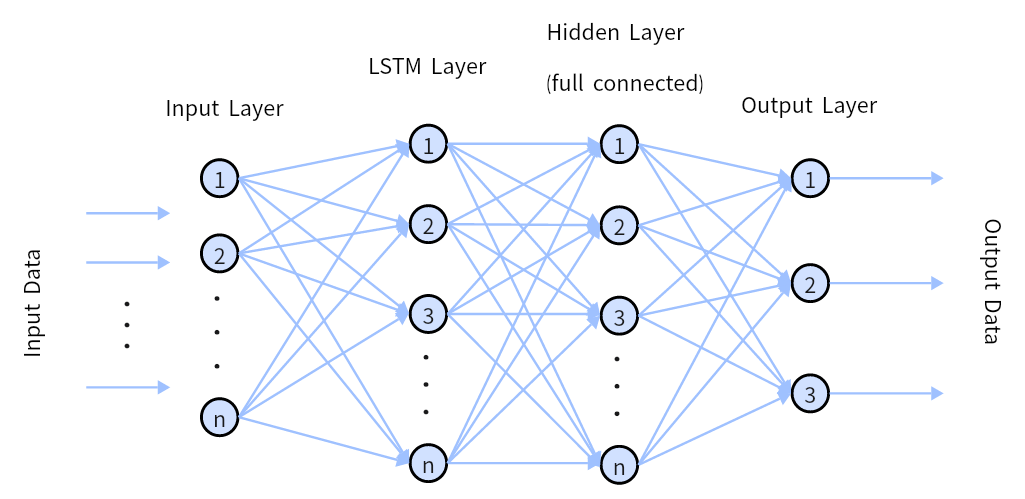 Hidden Layer
(full connected)
LSTM Layer
Input Layer
Output Layer
Input Data
1
2
n
1
2
3
n
1
2
3
n
1
2
3
Output Data